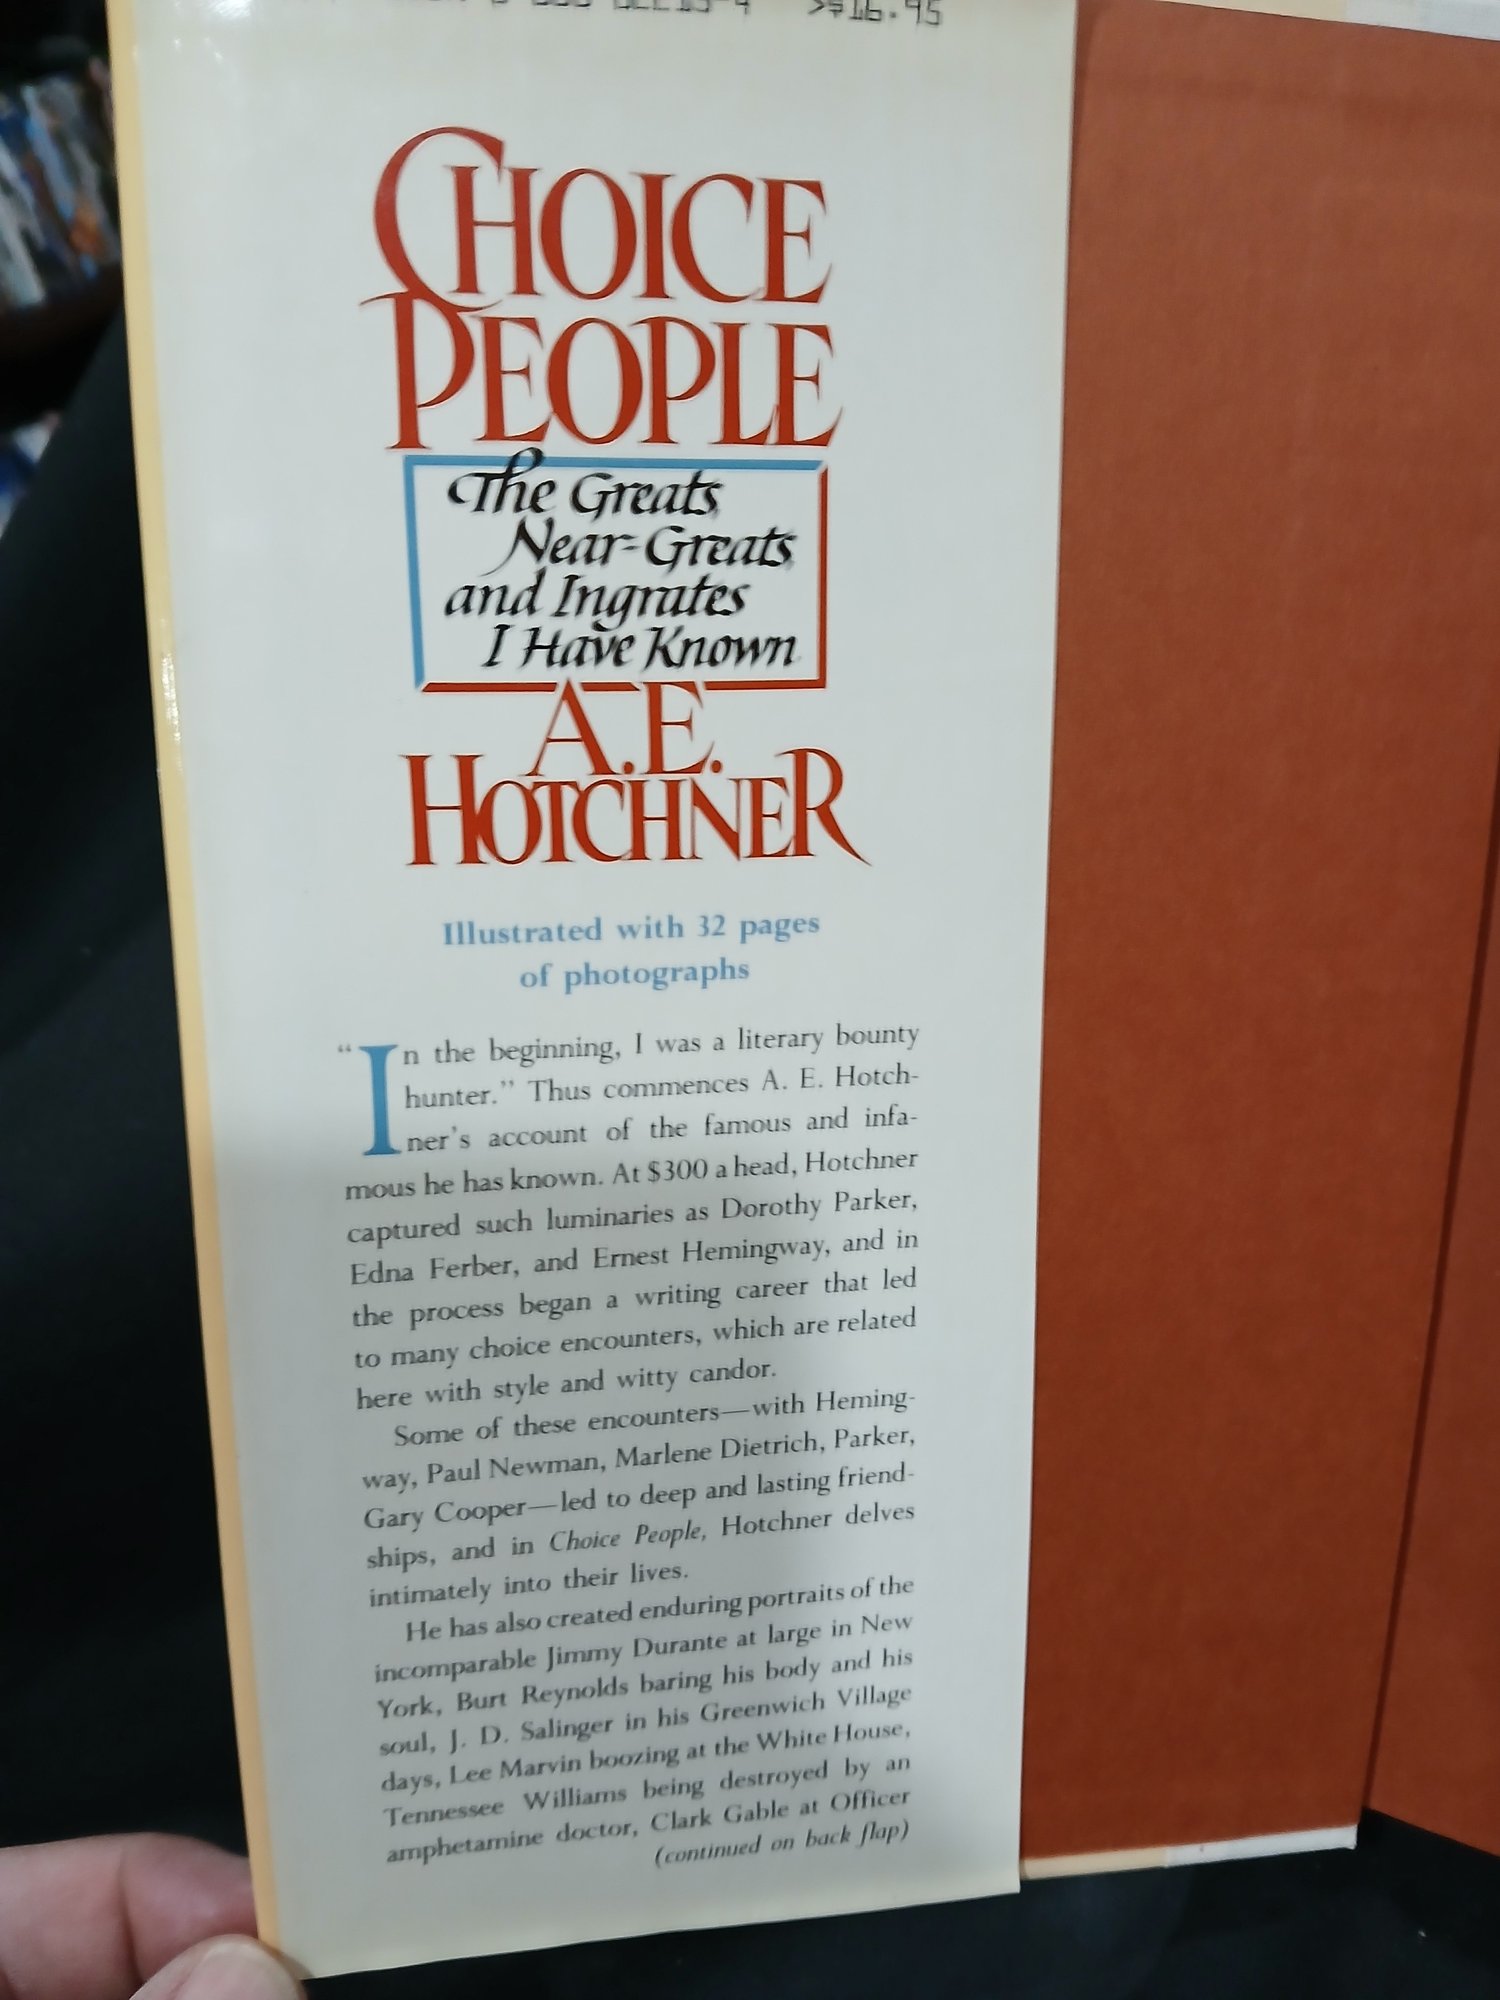 >$16.95
CHOICE
PEOPLE
The Greats,
Near-Greats,
and Ingrates
I Have Known
A.E.
HOTCHNER
Illustrated with 32 pages
of photographs
“In the beginning, I was a literary bounty
hunter.” Thus commences A. E. Hotch-
ner’s account of the famous and infa-
mous he has known. At $300 a head, Hotchner
captured such luminaries as Dorothy Parker,
Edna Ferber, and Ernest Hemingway, and in
the process began a writing career that led
to many choice encounters, which are related
here with style and witty candor.
Some of these encounters—with Heming-
way, Paul Newman, Marlene Dietrich, Parker,
Gary Cooper—led to deep and lasting friend-
ships, and in Choice People, Hotchner delves
intimately into their lives.
He has also created enduring portraits of the
incomparable Jimmy Durante at large in New
York, Burt Reynolds baring his body and his
soul, J. D. Salinger in his Greenwich Village
days, Lee Marvin boozing at the White House,
Tennessee Williams being destroyed by an
amphetamine doctor, Clark Gable at Officer
(continued on back flap)